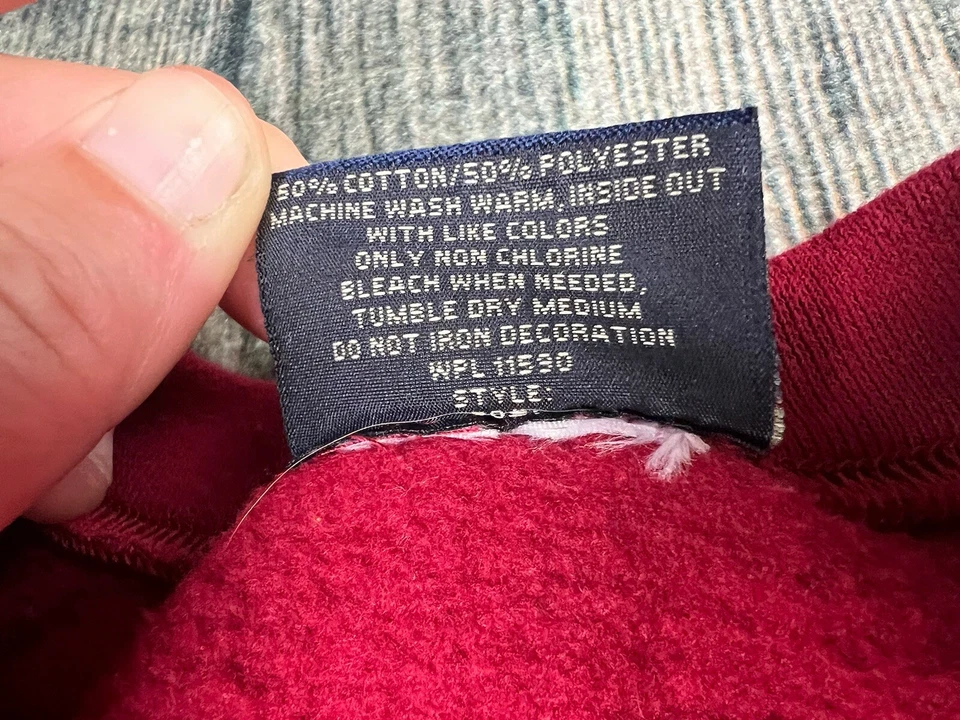 50% COTTON/50% POLYESTER
MACHINE WASH WARM, INSIDE OUT
WITH LIKE COLORS
ONLY NON CHLORINE
BLEACH WHEN NEEDED,
TUMBLE DRY MEDIUM
DO NOT IRON DECORATION
WPL 11530
STYLE: